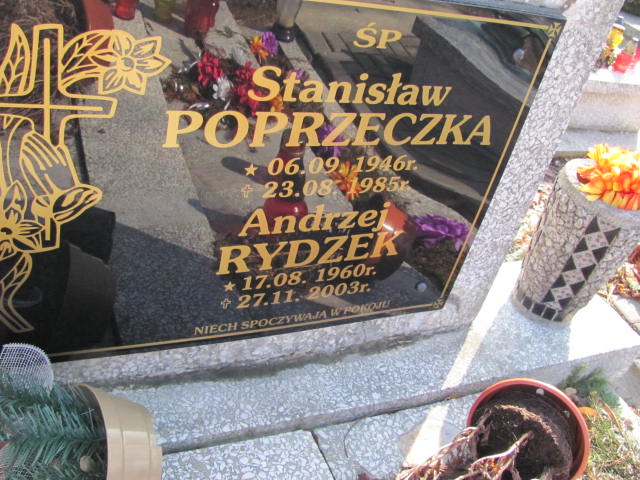 ŚP
Stanisław
POPRZECZKA
★ 06.09. 1946r.
✝ 23.08. 1985r.
Andrzej
RYDZEK
★ 17.08. 1960r.
✝ 27.11. 2003r.
NIECH SPOCZYWAJĄ W POKOJU